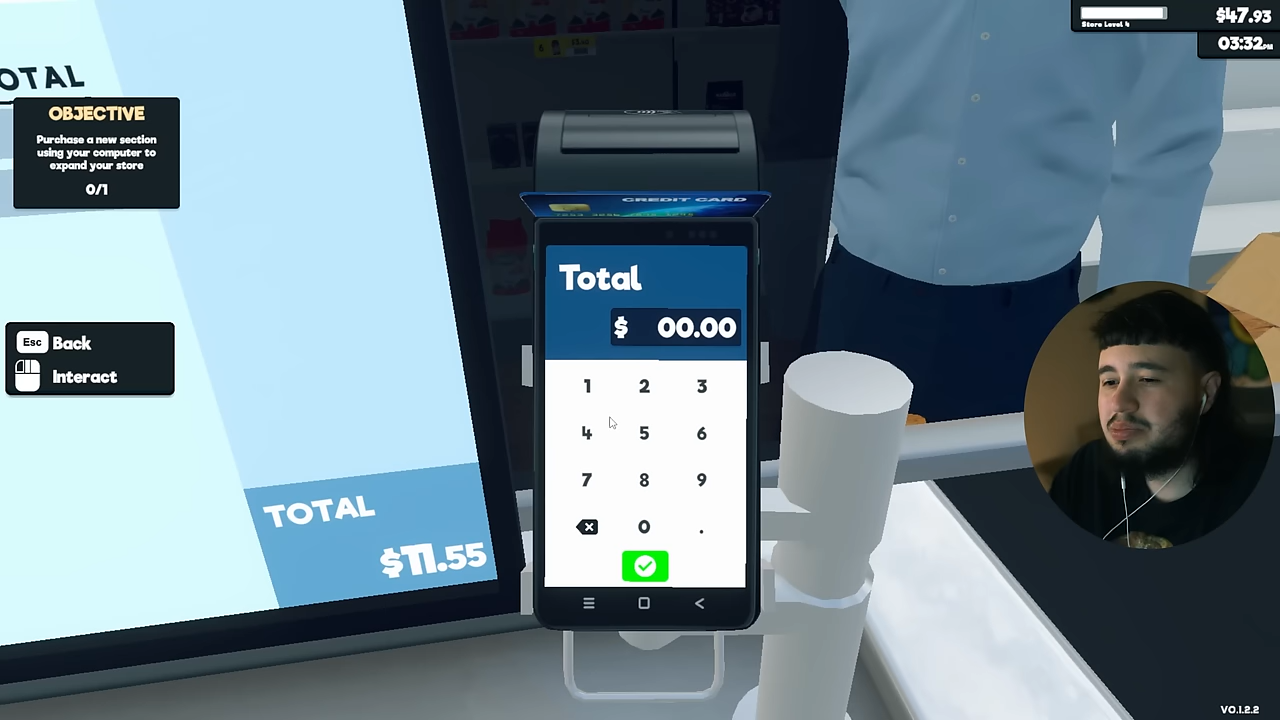 $47.93
Store Level 4
03:32PM
OTAL
OBJECTIVE
Purchase a new section
using your computer to
expand your store
0/1
CREDIT CARD
Total
$ 00.00
Esc Back
Interact
1 2 3
4 5 6
7 8 9
0 .
TOTAL
$11.55
V0.1.2.2